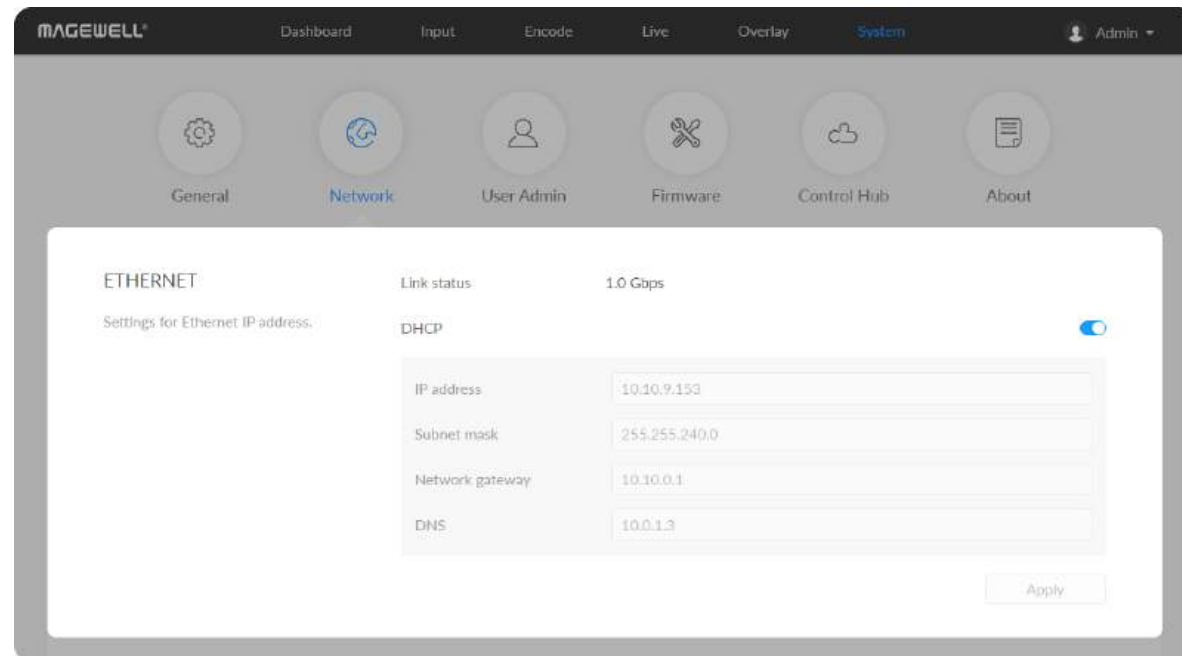 MAGEWELL®
Dashboard Input Encode Live Overlay System Admin
General Network User Admin Firmware Control Hub About
ETHERNET
Settings for Ethernet IP address.
Link status 1.0 Gbps
DHCP
IP address 10.10.9.153
Subnet mask 255.255.240.0
Network gateway 10.10.0.1
DNS 10.0.1.3
Apply